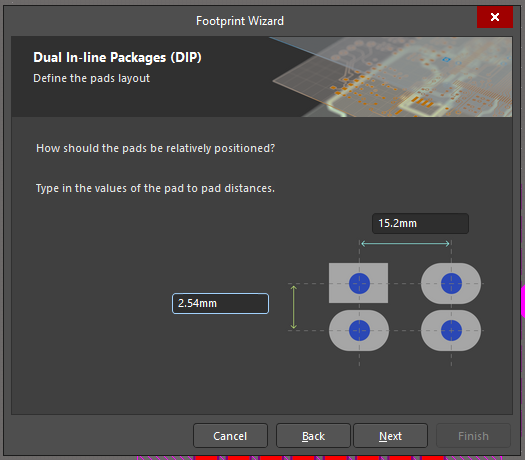 Footprint Wizard
Dual In-line Packages (DIP)
Define the pads layout
How should the pads be relatively positioned?
Type in the values of the pad to pad distances.
15.2mm
2.54mm
Cancel
Back
Next
Finish